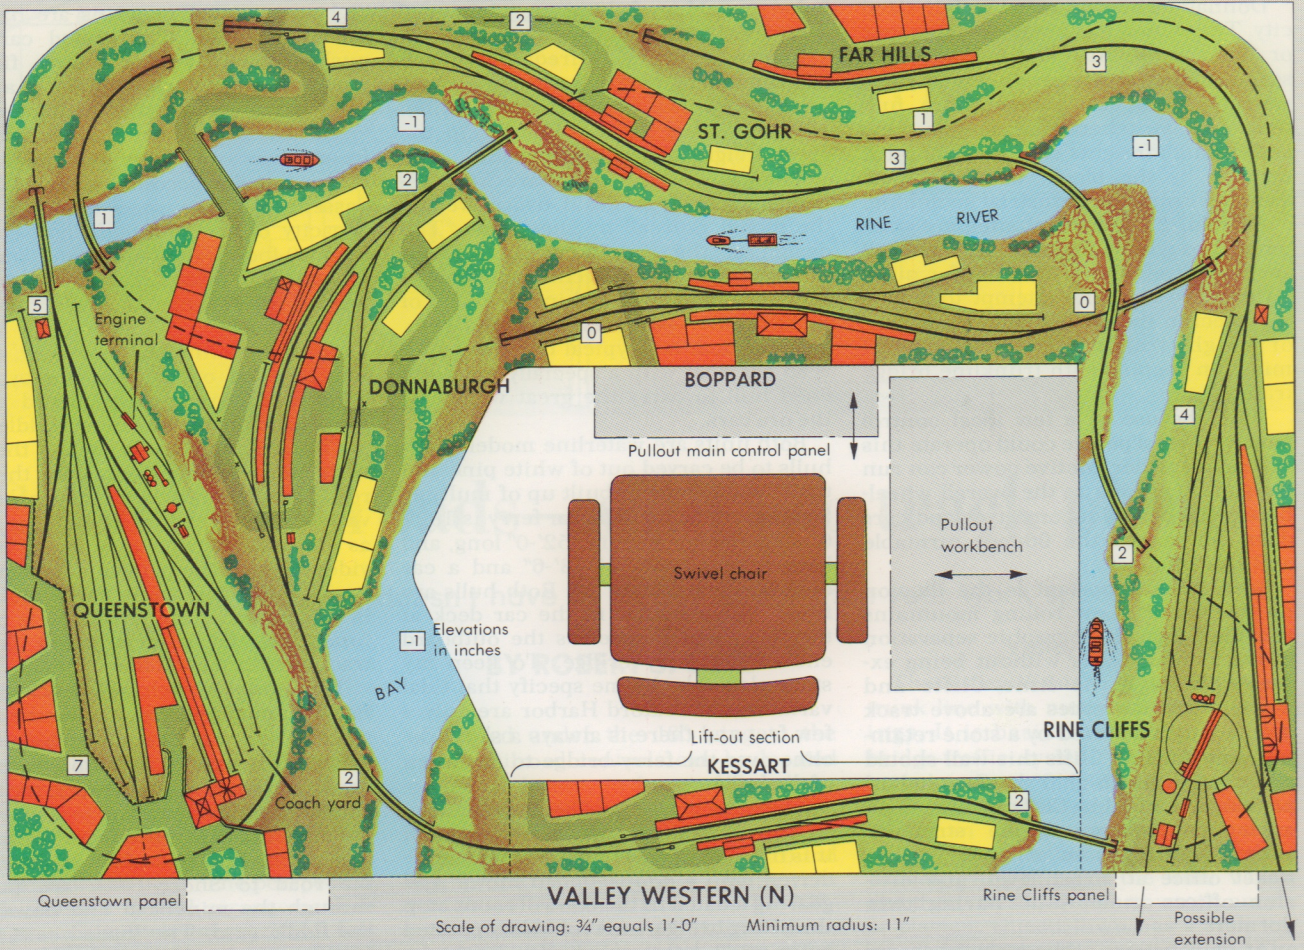 4
2
FAR HILLS
3
-1
1
ST. GOHR
-1
2
3
1
RINE RIVER
5
Engine
terminal
0
0
DONNABURGH
BOPPARD
4
Pullout main control panel
Pullout
workbench
2
Swivel chair
QUEENSTOWN
-1
Elevations
in inches
BAY
RINE CLIFFS
Lift-out section
KESSART
7
2
Coach yard
2
Queenstown panel
VALLEY WESTERN (N)
Rine Cliffs panel
Scale of drawing: ¾" equals 1'-0"
Minimum radius: 11"
Possible
extension